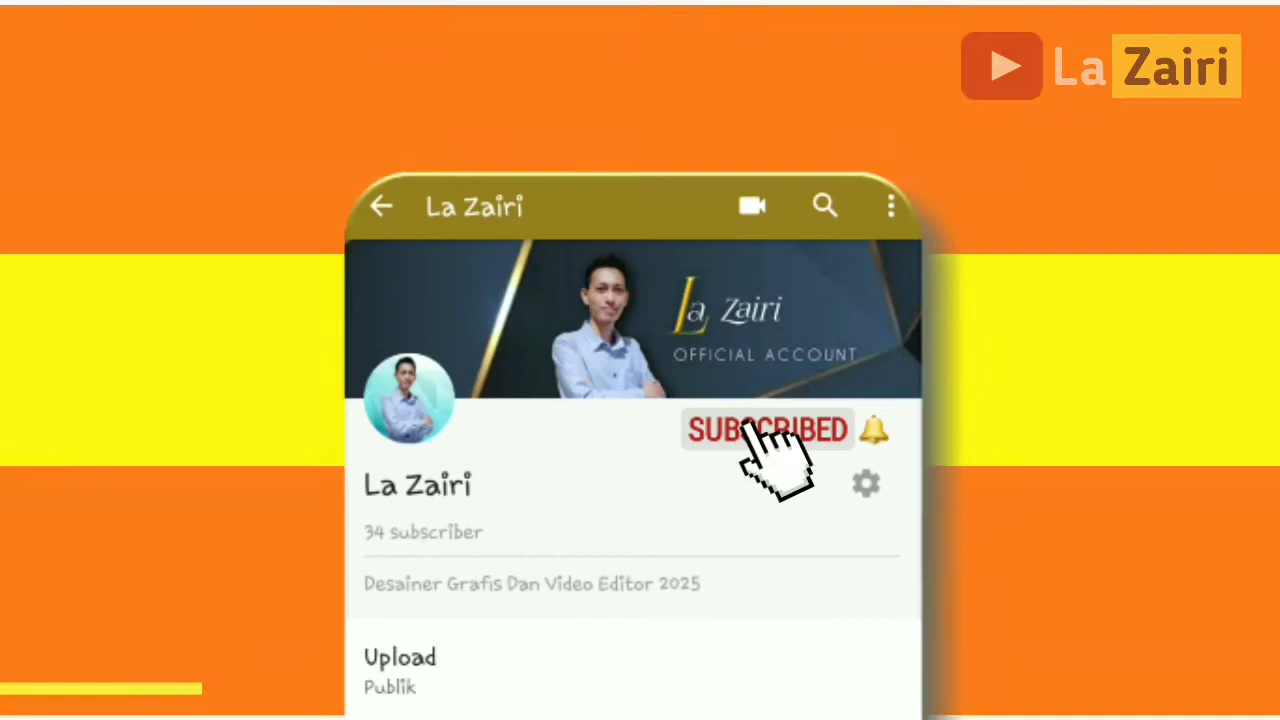 La Zairi
La Zairi
La Zairi
OFFICIAL ACCOUNT
SUBSCRIBED
La Zairi
34 subscriber
Desainer Grafis Dan Video Editor 2025
Upload
Publik